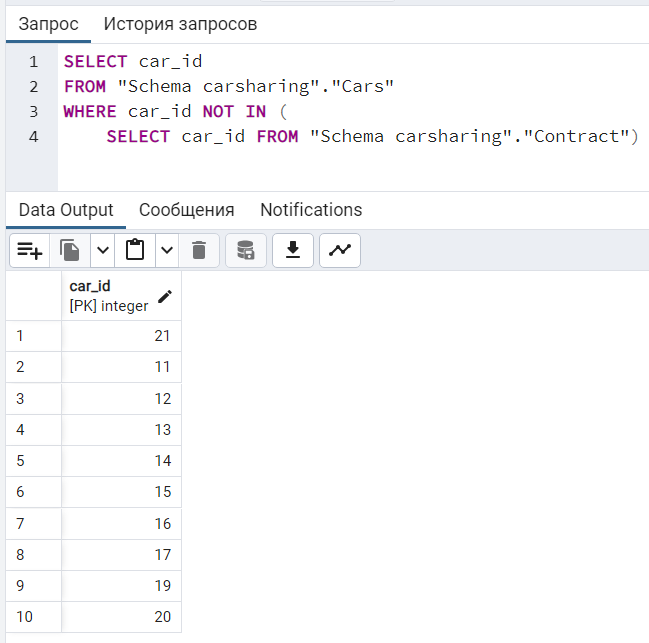 Запрос История запросов
1 SELECT car_id
2 FROM "Schema carsharing"."Cars"
3 WHERE car_id NOT IN (
4 SELECT car_id FROM "Schema carsharing"."Contract")
Data Output Сообщения Notifications
car_id
[PK] integer
1 21
2 11
3 12
4 13
5 14
6 15
7 16
8 17
9 19
10 20